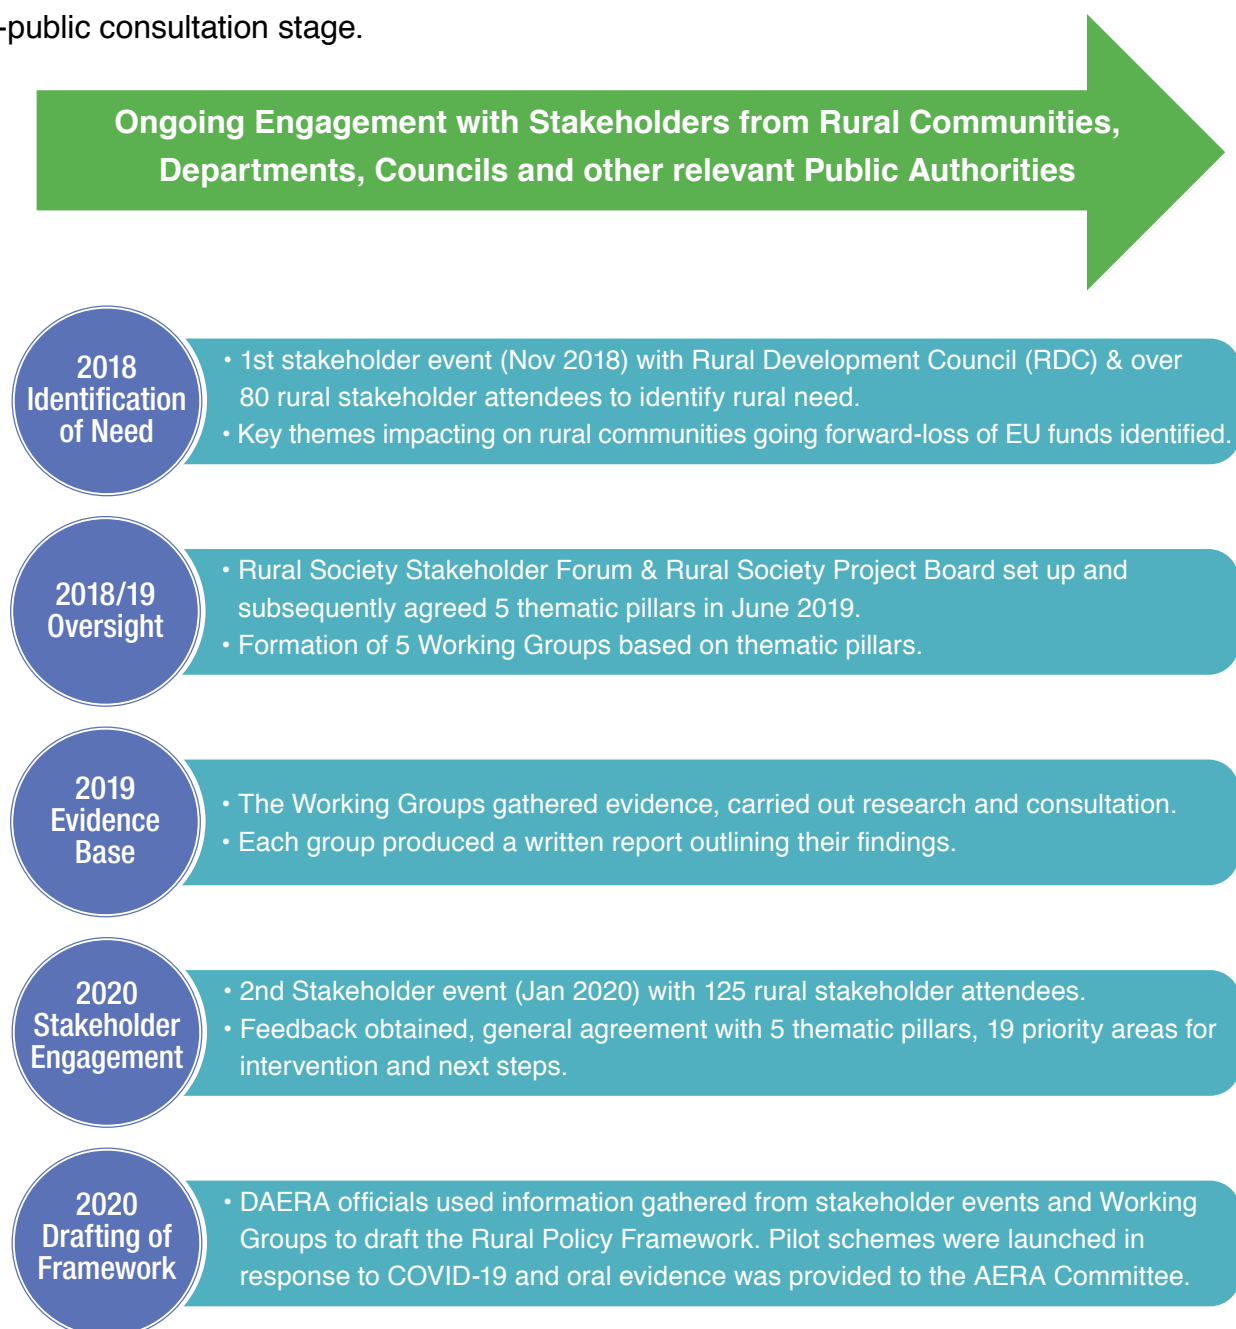 -public consultation stage.
Ongoing Engagement with Stakeholders from Rural Communities,
Departments, Councils and other relevant Public Authorities
2018
Identification
of Need
• 1st stakeholder event (Nov 2018) with Rural Development Council (RDC) & over
80 rural stakeholder attendees to identify rural need.
• Key themes impacting on rural communities going forward-loss of EU funds identified.
2018/19
Oversight
• Rural Society Stakeholder Forum & Rural Society Project Board set up and
subsequently agreed 5 thematic pillars in June 2019.
• Formation of 5 Working Groups based on thematic pillars.
2019
Evidence
Base
• The Working Groups gathered evidence, carried out research and consultation.
• Each group produced a written report outlining their findings.
2020
Stakeholder
Engagement
• 2nd Stakeholder event (Jan 2020) with 125 rural stakeholder attendees.
• Feedback obtained, general agreement with 5 thematic pillars, 19 priority areas for
intervention and next steps.
2020
Drafting of
Framework
• DAERA officials used information gathered from stakeholder events and Working
Groups to draft the Rural Policy Framework. Pilot schemes were launched in
response to COVID-19 and oral evidence was provided to the AERA Committee.